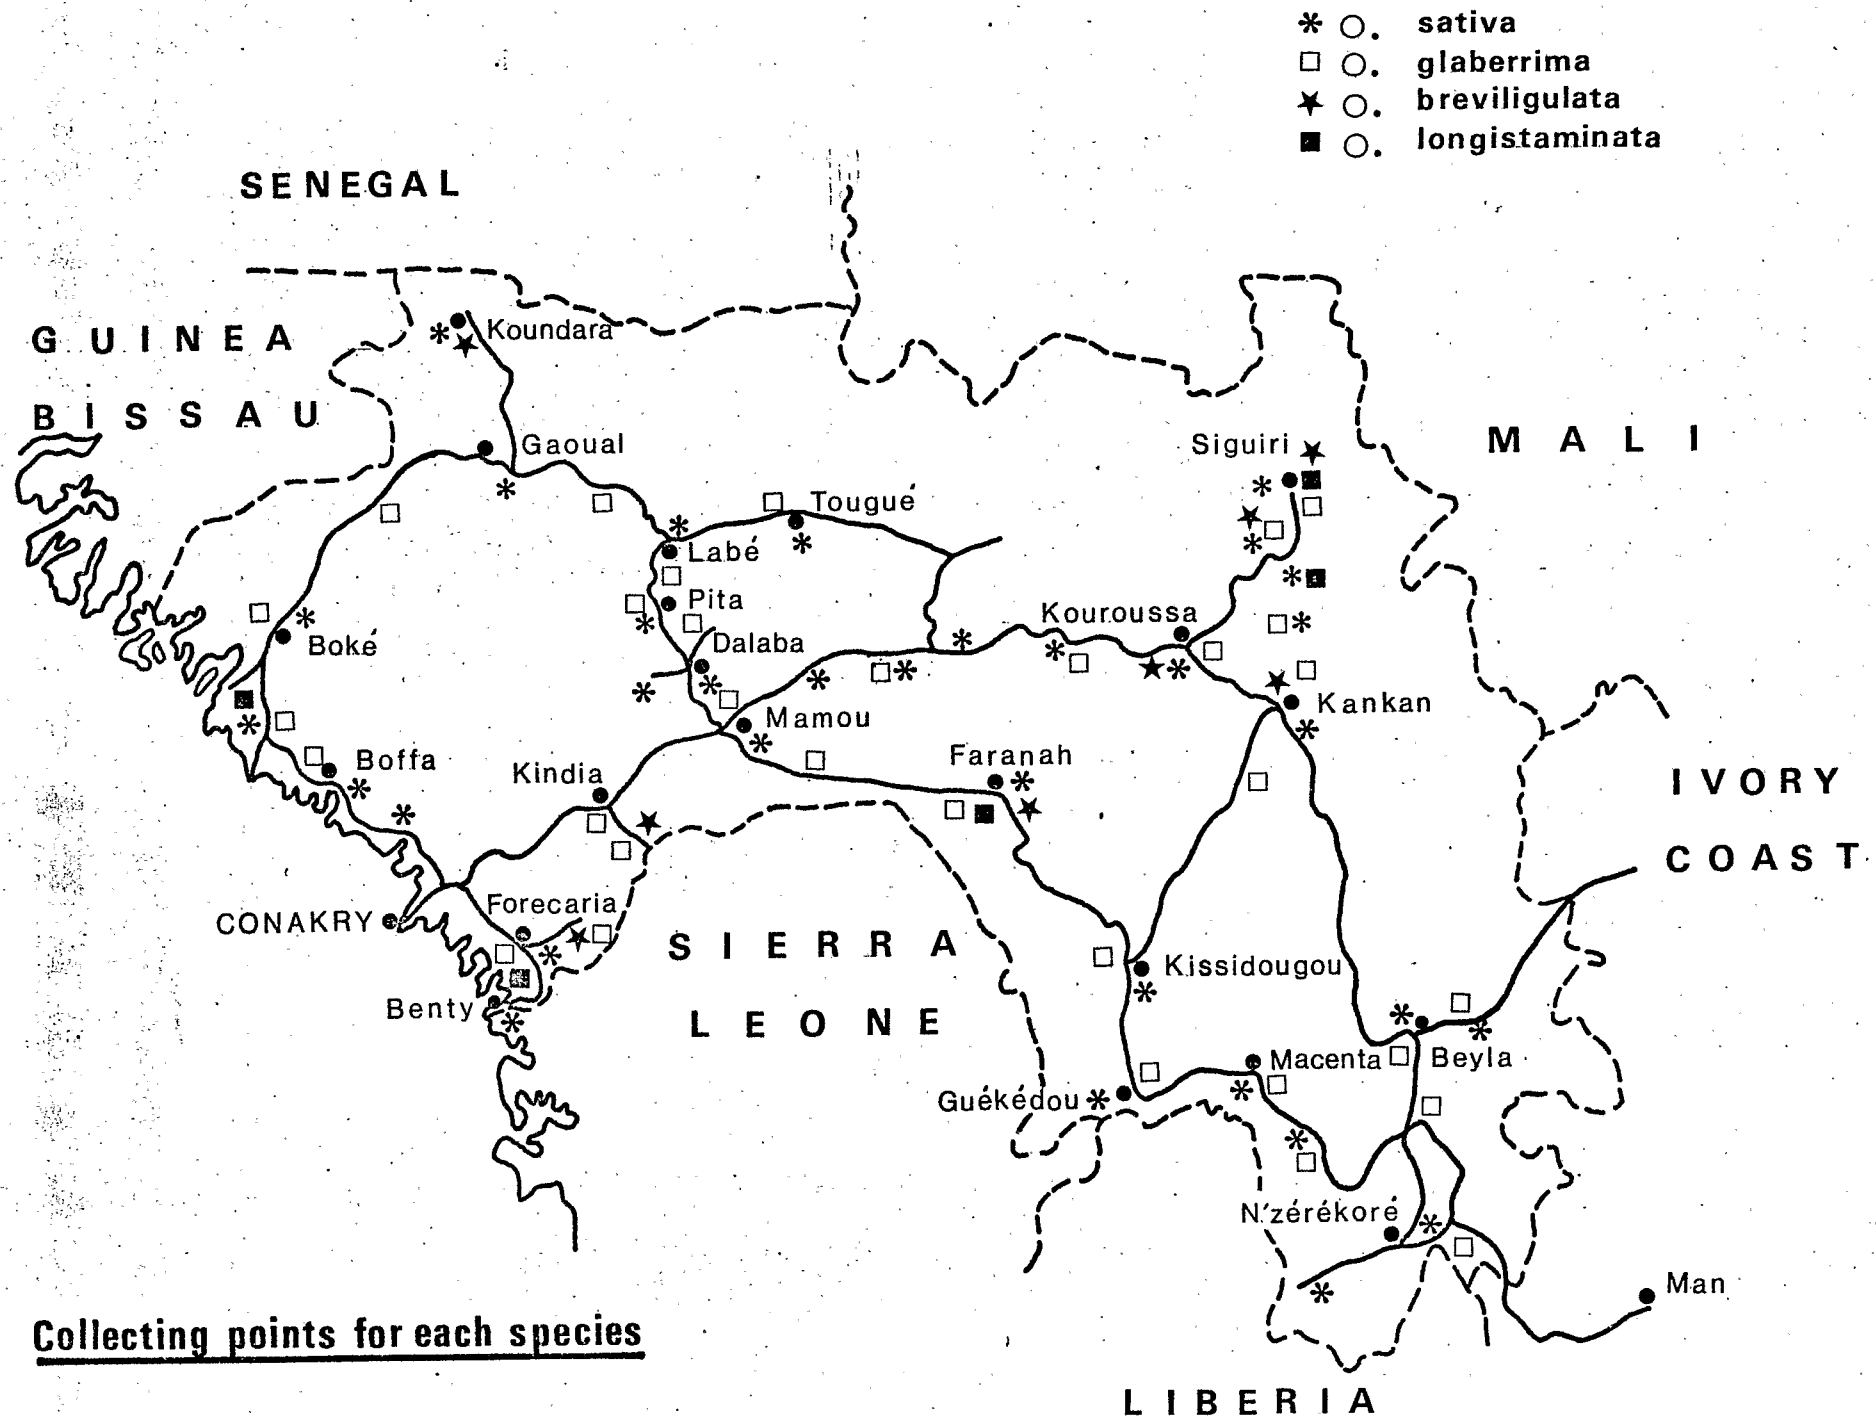 * O. sativa
□ O. glaberrima
★ O. breviligulata
■ O. longistaminata
SENEGAL
GUINEA
BISSAU
Koundara
Gaoual
Siguiri
MALI
Tougué
Labé
Pita
Kouroussa
Dalaba
Boké
Kankan
Mamou
Boffa
Kindia
Faranah
IVORY
COAST
Forecaria
CONAKRY
SIERRA
LEONE
Kissidougou
Benty
Macenta
Beyla
Guékédou
N'zérékoré
Man
Collecting points for each species
LIBERIA